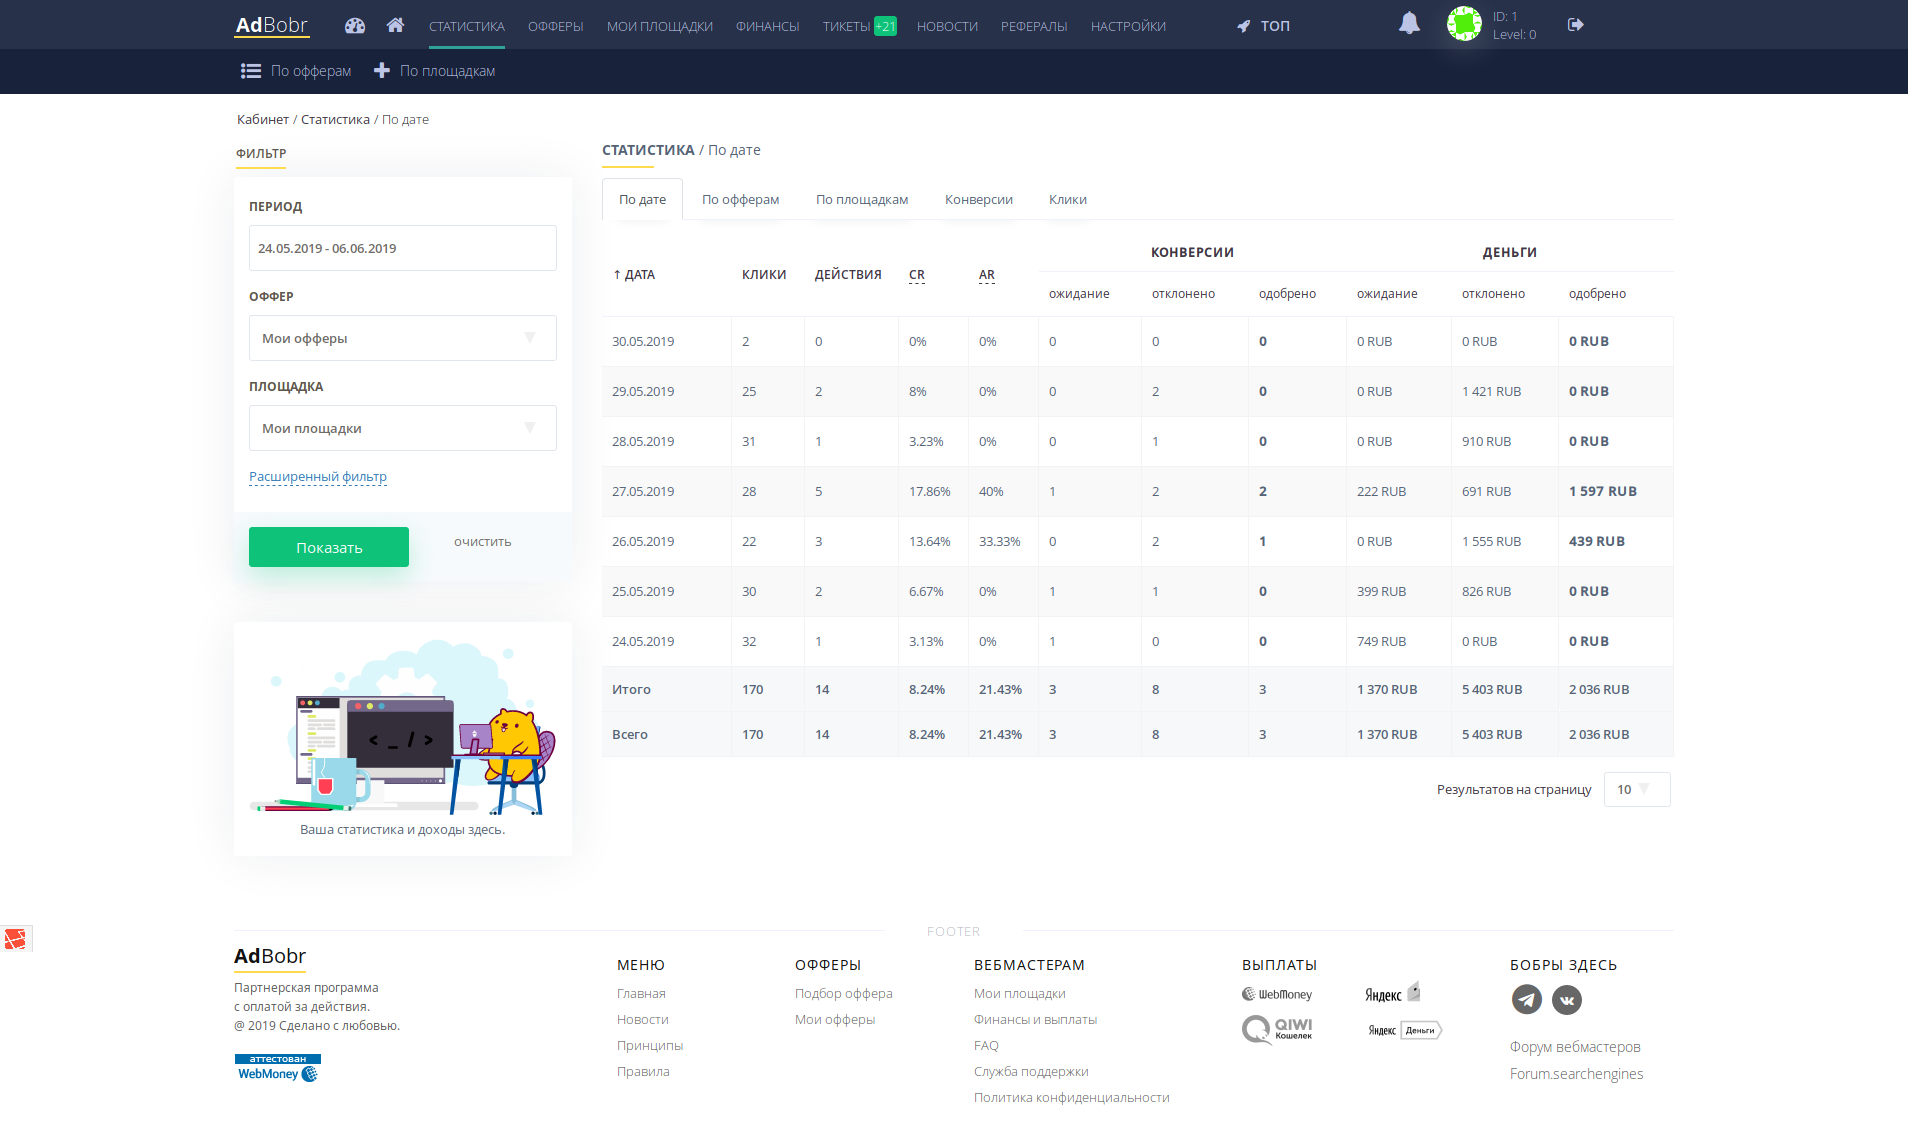 AdBobr СТАТИСТИКА ОФФЕРЫ МОИ ПЛОЩАДКИ ФИНАНСЫ ТИКЕТЫ +21 НОВОСТИ РЕФЕРАЛЫ НАСТРОЙКИ ТОП ID: 1
Level: 0
По офферам По площадкам
Кабинет / Статистика / По дате
ФИЛЬТР
ПЕРИОД
24.05.2019 - 06.06.2019
ОФФЕР
Мои офферы
ПЛОЩАДКА
Мои площадки
Расширенный фильтр
Показать очистить
< _ / >
Ваша статистика и доходы здесь.
СТАТИСТИКА / По дате
По дате По офферам По площадкам Конверсии Клики
КОНВЕРСИИ ДЕНЬГИ
↑ ДАТА КЛИКИ ДЕЙСТВИЯ CR AR
ожидание отклонено одобрено ожидание отклонено одобрено
30.05.2019 2 0 0% 0% 0 0 0 0 RUB 0 RUB 0 RUB
29.05.2019 25 2 8% 0% 0 2 0 0 RUB 1 421 RUB 0 RUB
28.05.2019 31 1 3.23% 0% 0 1 0 0 RUB 910 RUB 0 RUB
27.05.2019 28 5 17.86% 40% 1 2 2 222 RUB 691 RUB 1 597 RUB
26.05.2019 22 3 13.64% 33.33% 0 2 1 0 RUB 1 555 RUB 439 RUB
25.05.2019 30 2 6.67% 0% 1 1 0 399 RUB 826 RUB 0 RUB
24.05.2019 32 1 3.13% 0% 1 0 0 749 RUB 0 RUB 0 RUB
Итого 170 14 8.24% 21.43% 3 8 3 1 370 RUB 5 403 RUB 2 036 RUB
Всего 170 14 8.24% 21.43% 3 8 3 1 370 RUB 5 403 RUB 2 036 RUB
Результатов на страницу 10
FOOTER
AdBobr
Партнерская программа
с оплатой за действия.
@ 2019 Сделано с любовью.
аттестован
WebMoney
МЕНЮ
Главная
Новости
Принципы
Правила
ОФФЕРЫ
Подбор оффера
Мои офферы
ВЕБМАСТЕРАМ
Мои площадки
Финансы и выплаты
FAQ
Служба поддержки
Политика конфиденциальности
ВЫПЛАТЫ
WebMoney Яндекс
QIWI
Кошелек
Яндекс Деньги
БОБРЫ ЗДЕСЬ
Форум вебмастеров
Forum.searchengines